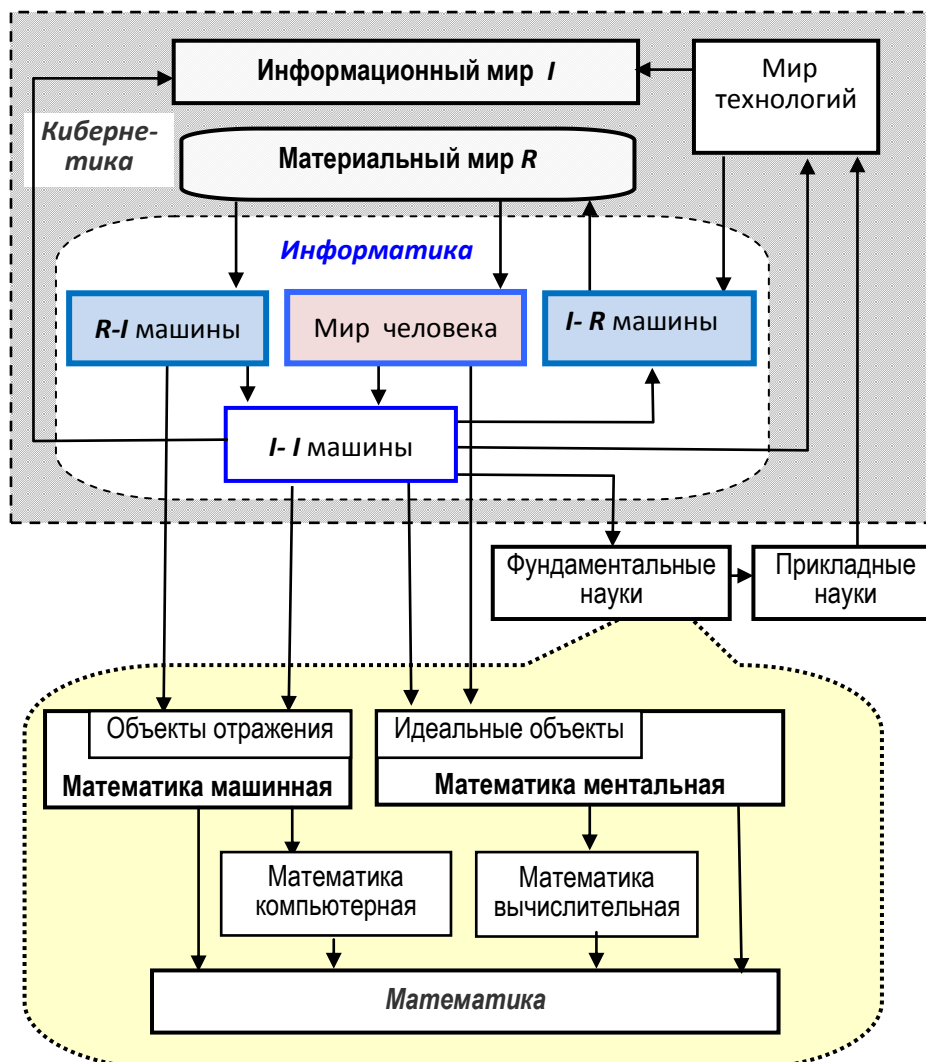 Информационный мир I
Мир
технологий
Киберне-
тика
Материальный мир R
Информатика
R-I машины
Мир человека
I- R машины
I- I машины
Фундаментальные
науки
Прикладные
науки
Объекты отражения
Математика машинная
Идеальные объекты
Математика ментальная
Математика
компьютерная
Математика
вычислительная
Математика